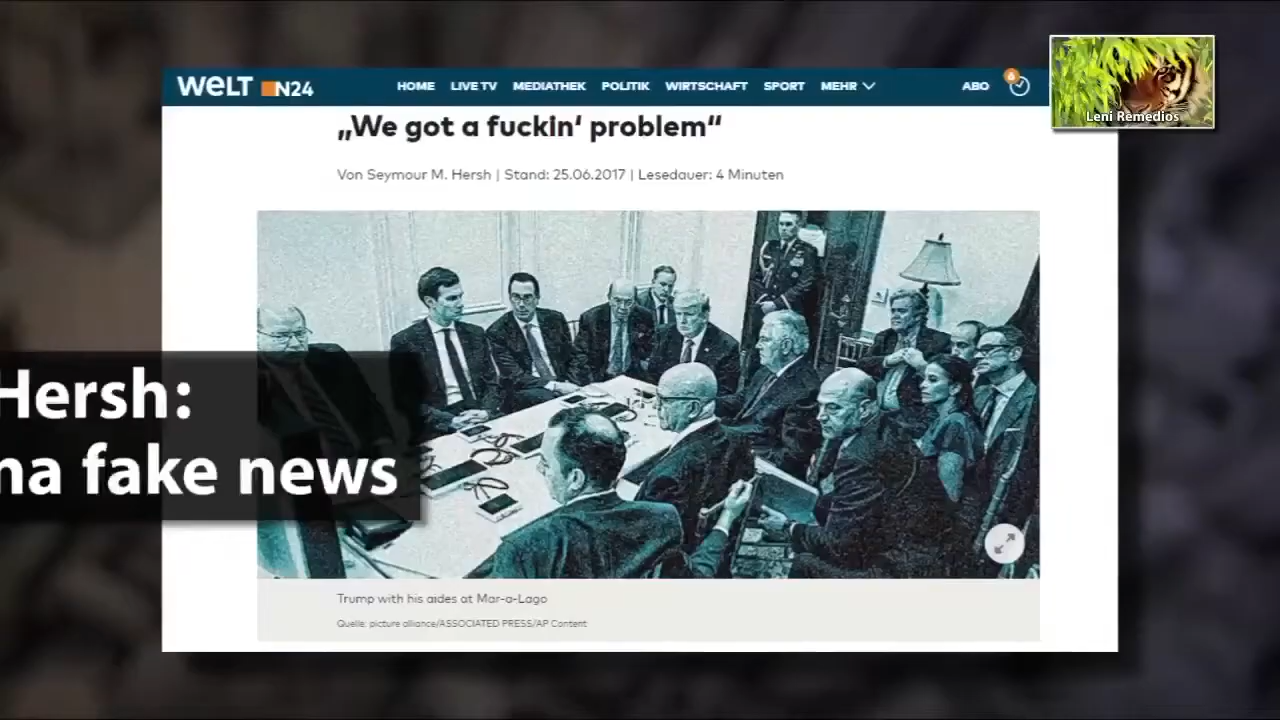 WELT N24
HOME LIVE TV MEDIATHEK POLITIK WIRTSCHAFT SPORT MEHR ABO 6
Leni Remedios
„We got a fuckin‘ problem“
Von Seymour M. Hersh | Stand: 25.06.2017 | Lesedauer: 4 Minuten
Hersh:
na fake news
Trump with his aides at Mar-a-Lago
Quelle: picture alliance/ASSOCIATED PRESS/AP Content